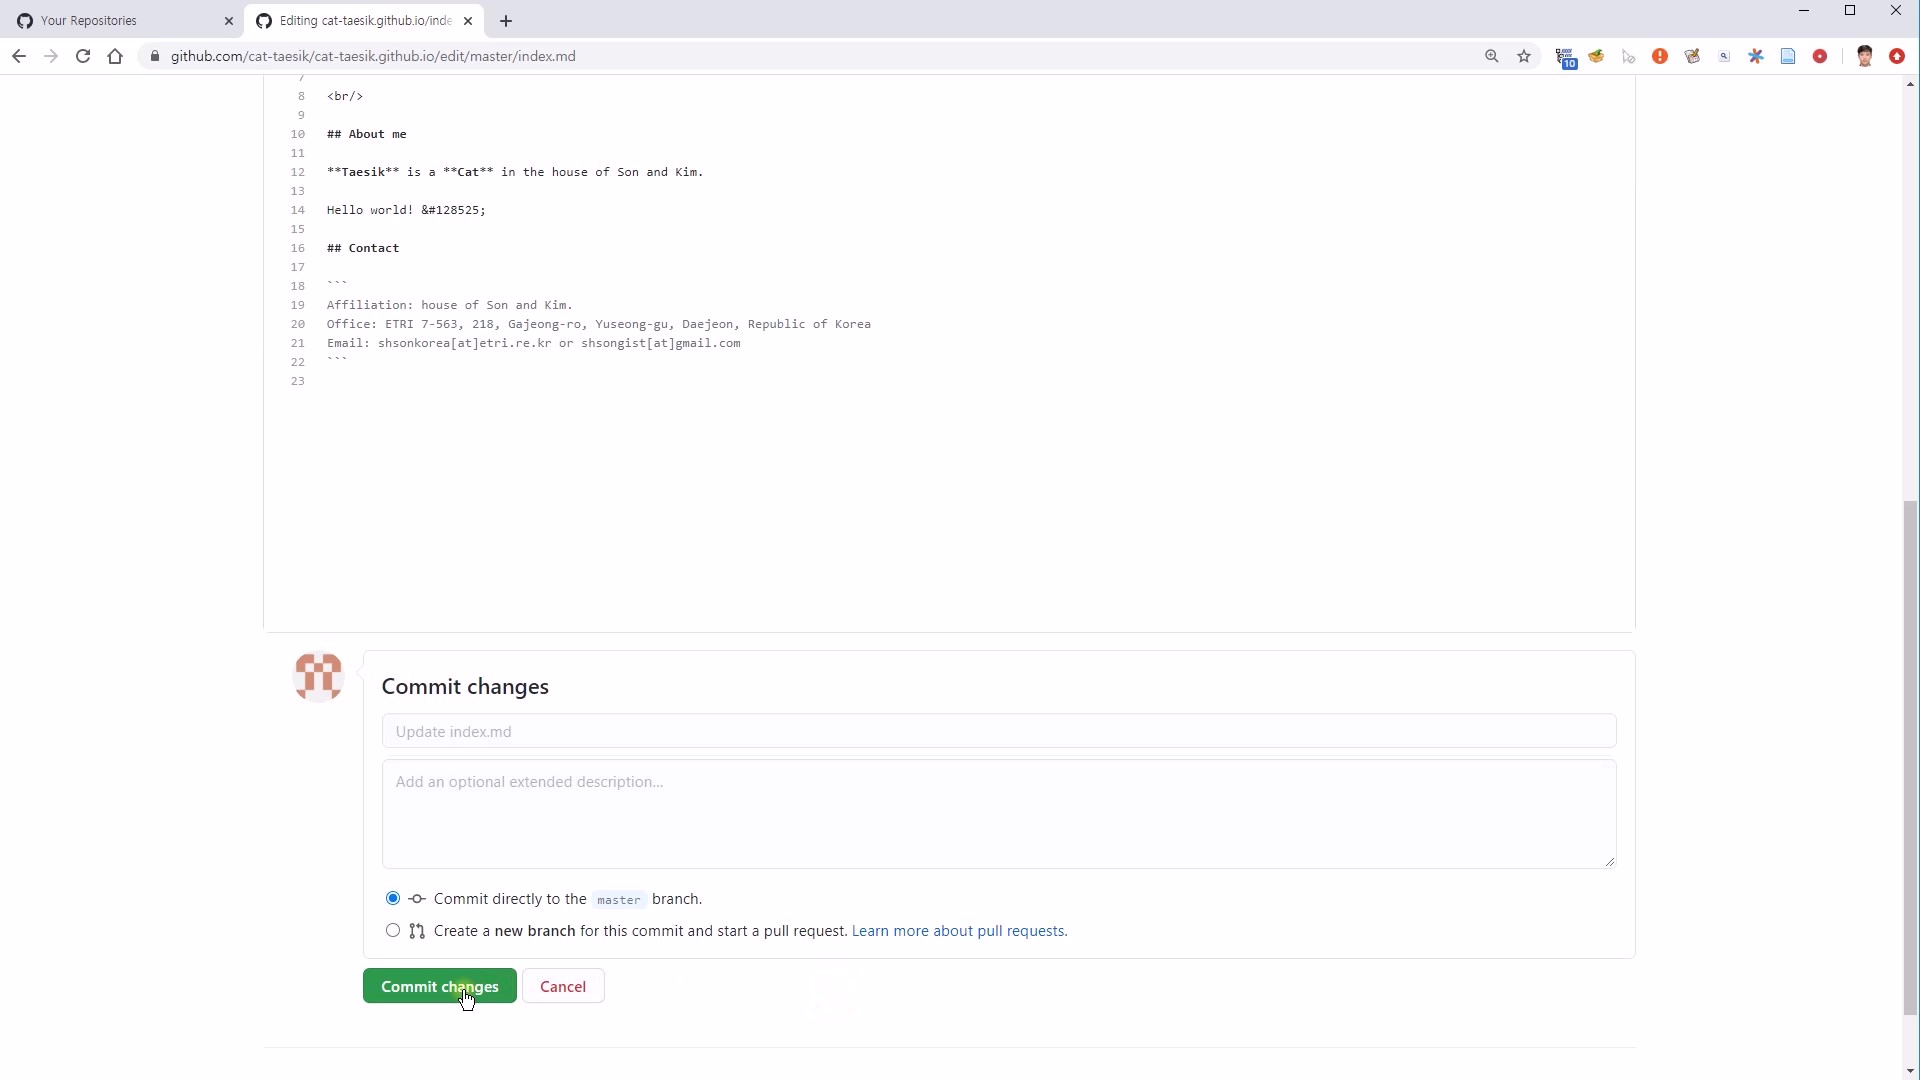 Your Repositories
Editing cat-taesik.github.io/inde
github.com/cat-taesik/cat-taesik.github.io/edit/master/index.md
10
7
8 <br/>
9
10 ## About me
11
12 **Taesik** is a **Cat** in the house of Son and Kim.
13
14 Hello world! &#128525;
15
16 ## Contact
17
18 ```
19 Affiliation: house of Son and Kim.
20 Office: ETRI 7-563, 218, Gajeong-ro, Yuseong-gu, Daejeon, Republic of Korea
21 Email: shsonkorea[at]etri.re.kr or shsongist[at]gmail.com
22 ```
23
Commit changes
Update index.md
Add an optional extended description...
Commit directly to the master branch.
Create a new branch for this commit and start a pull request. Learn more about pull requests.
Commit changes
Cancel